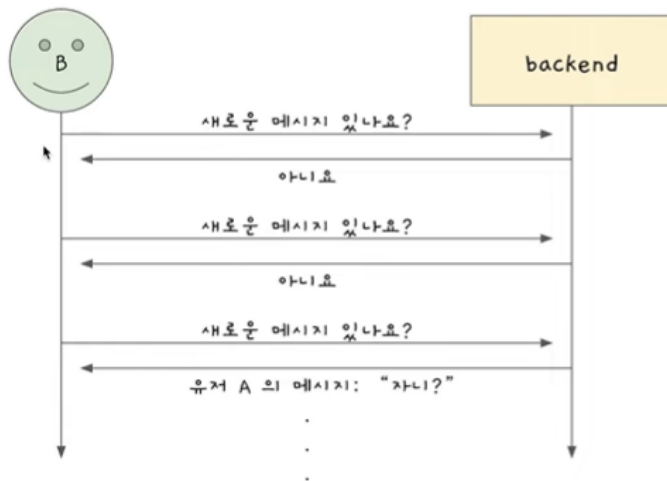 B
backend
새로운 메시지 있나요?
아니요
새로운 메시지 있나요?
아니요
새로운 메시지 있나요?
유저 A 의 메시지: “자니?”